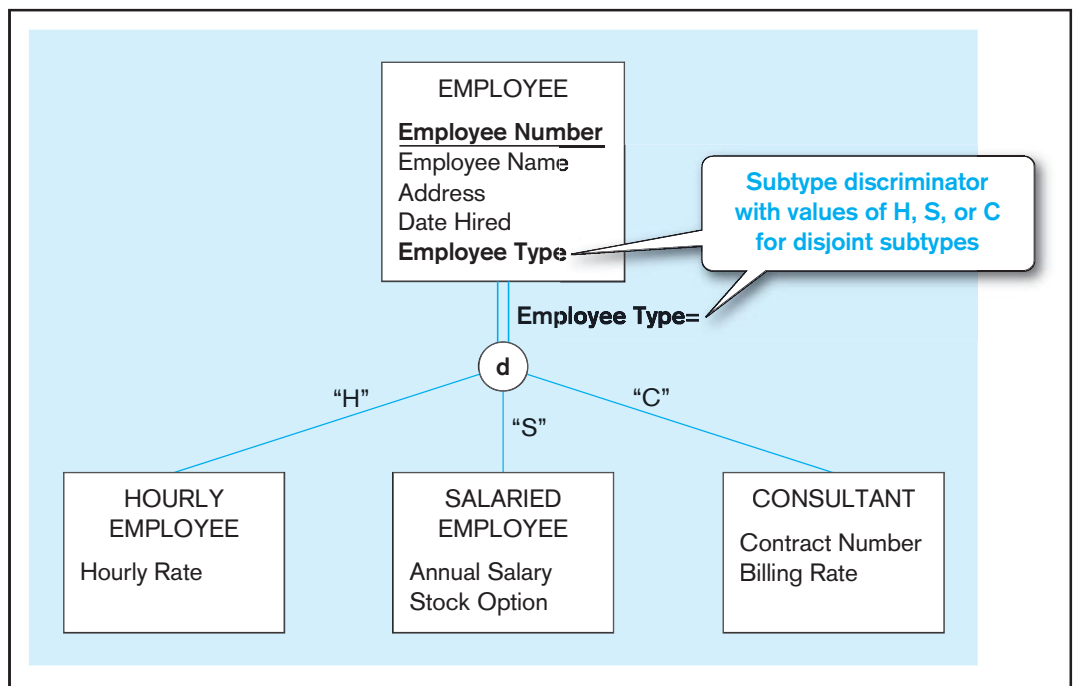 EMPLOYEE
Employee Number
Employee Name
Address
Date Hired
Employee Type
Subtype discriminator
with values of H, S, or C
for disjoint subtypes
Employee Type=
d
“H”
“S”
“C”
HOURLY
EMPLOYEE
Hourly Rate
SALARIED
EMPLOYEE
Annual Salary
Stock Option
CONSULTANT
Contract Number
Billing Rate